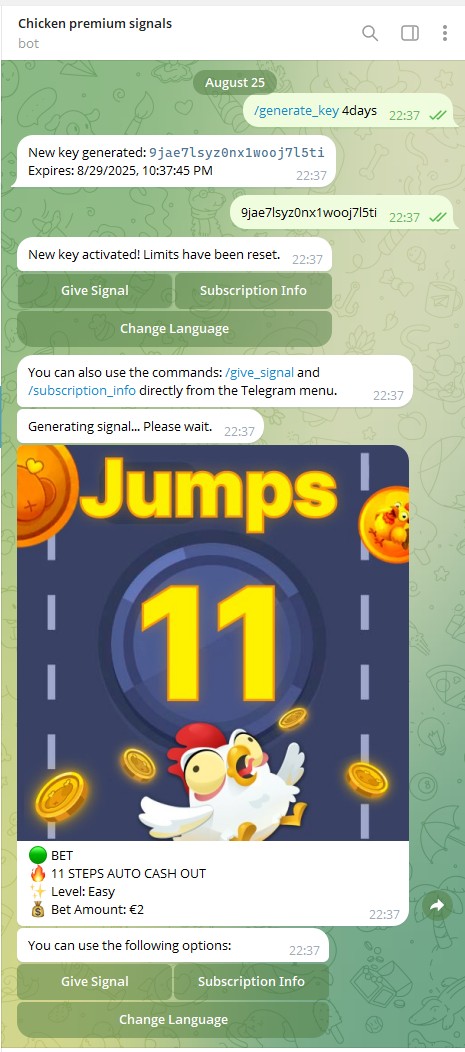 Chicken premium signals
bot
August 25
/generate_key 4days 22:37
New key generated: 9jae7lsyz0nx1wooj7l5ti
Expires: 8/29/2025, 10:37:45 PM 22:37
9jae7lsyz0nx1wooj7l5ti 22:37
New key activated! Limits have been reset. 22:37
Give Signal Subscription Info
Change Language
You can also use the commands: /give_signal and
/subscription_info directly from the Telegram menu. 22:37
Generating signal... Please wait. 22:37
Jumps
11
BET
11 STEPS AUTO CASH OUT
Level: Easy
Bet Amount: €2 22:37
You can use the following options: 22:37
Give Signal Subscription Info
Change Language